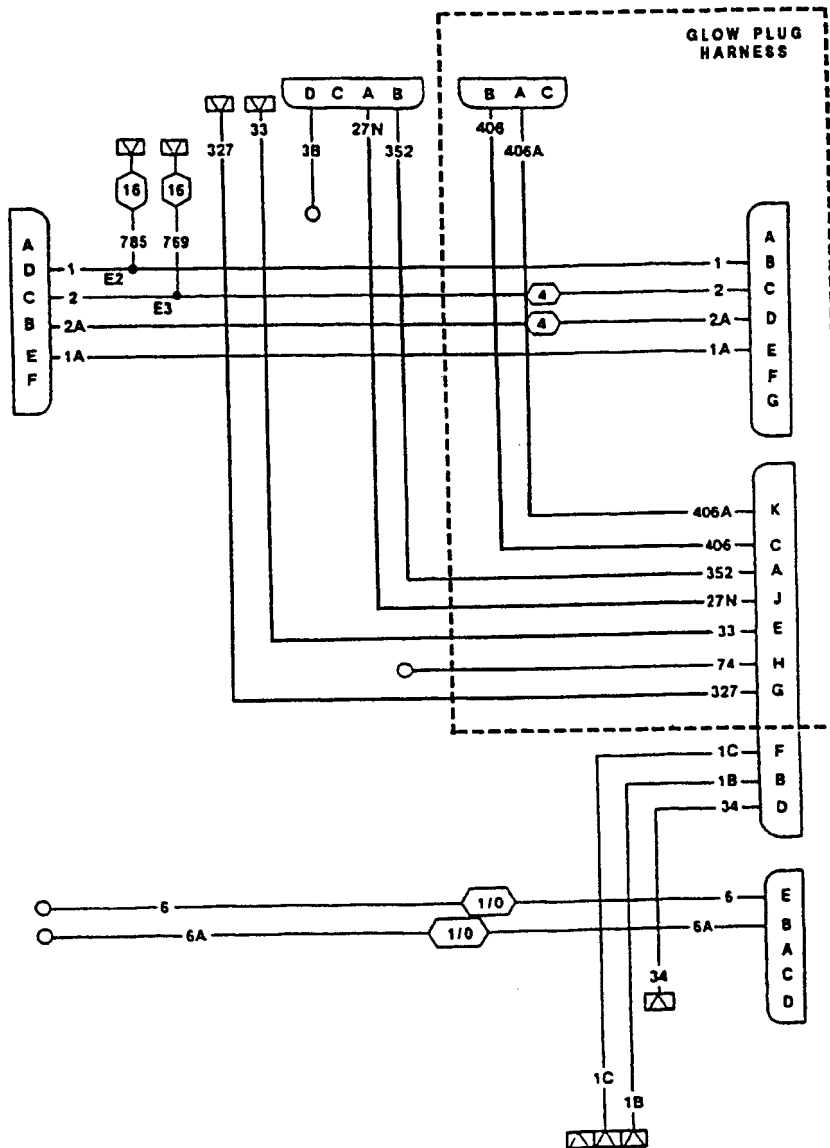 GLOW PLUG
HARNESS
D C A B
B A C
33
27N
406
327
3B
352
406A
16
16
785
769
A
D
1
E2
C
2
E3
B
2A
E
1A
F
A
1
B
4
2
C
4
2A
D
1A
E
F
G
406A
K
406
C
352
A
27N
J
33
E
74
H
327
G
1C
F
1B
B
34
D
6
1/0
6
E
6A
1/0
6A
B
A
C
D
34
1C
1B